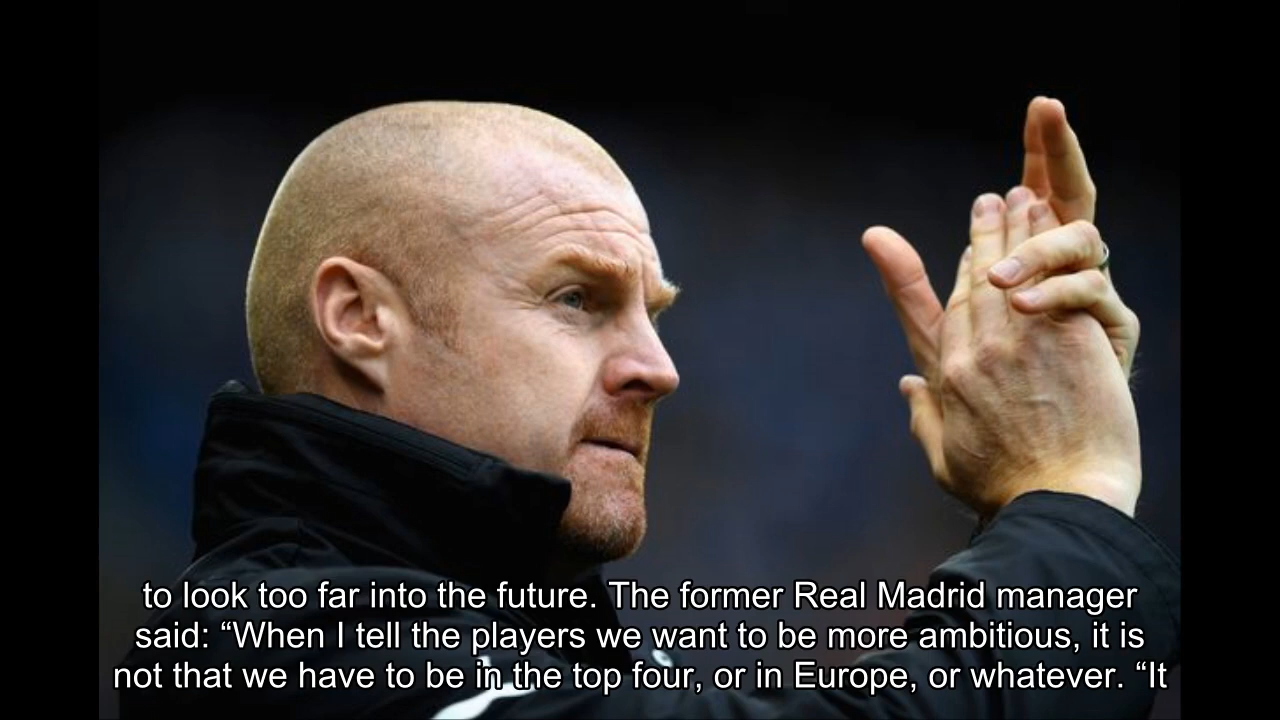 to look too far into the future. The former Real Madrid manager
said: “When I tell the players we want to be more ambitious, it is
not that we have to be in the top four, or in Europe, or whatever. “It